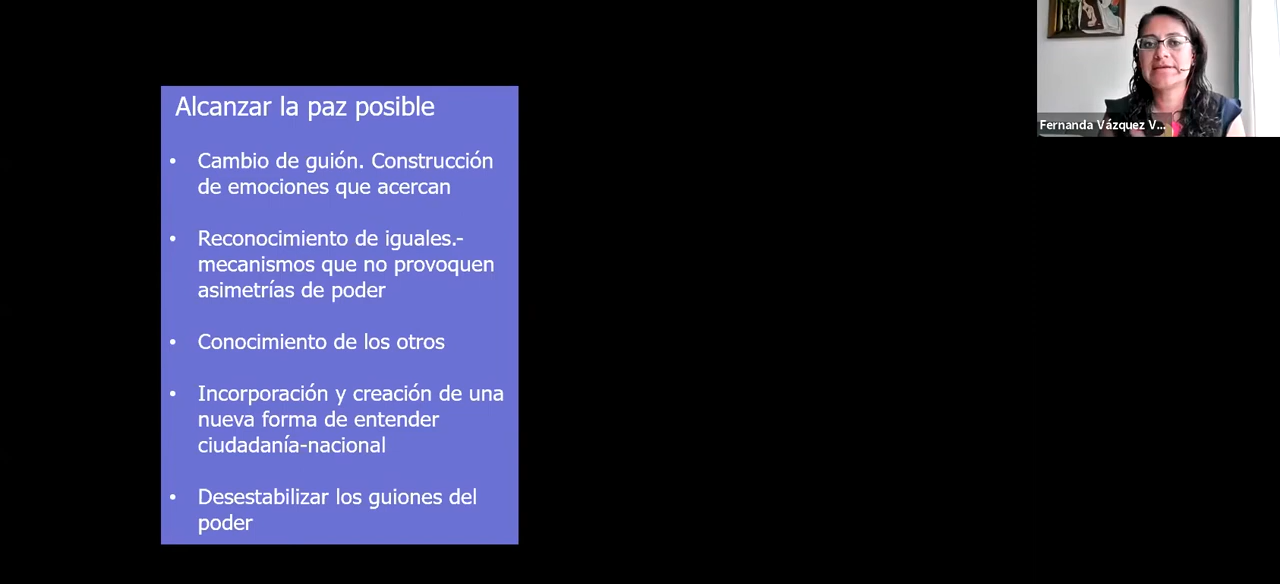 Alcanzar la paz posible
• Cambio de guión. Construcción
de emociones que acercan
• Reconocimiento de iguales.-
mecanismos que no provoquen
asimetrías de poder
• Conocimiento de los otros
• Incorporación y creación de una
nueva forma de entender
ciudadanía-nacional
• Desestabilizar los guiones del
poder
Fernanda Vázquez V...